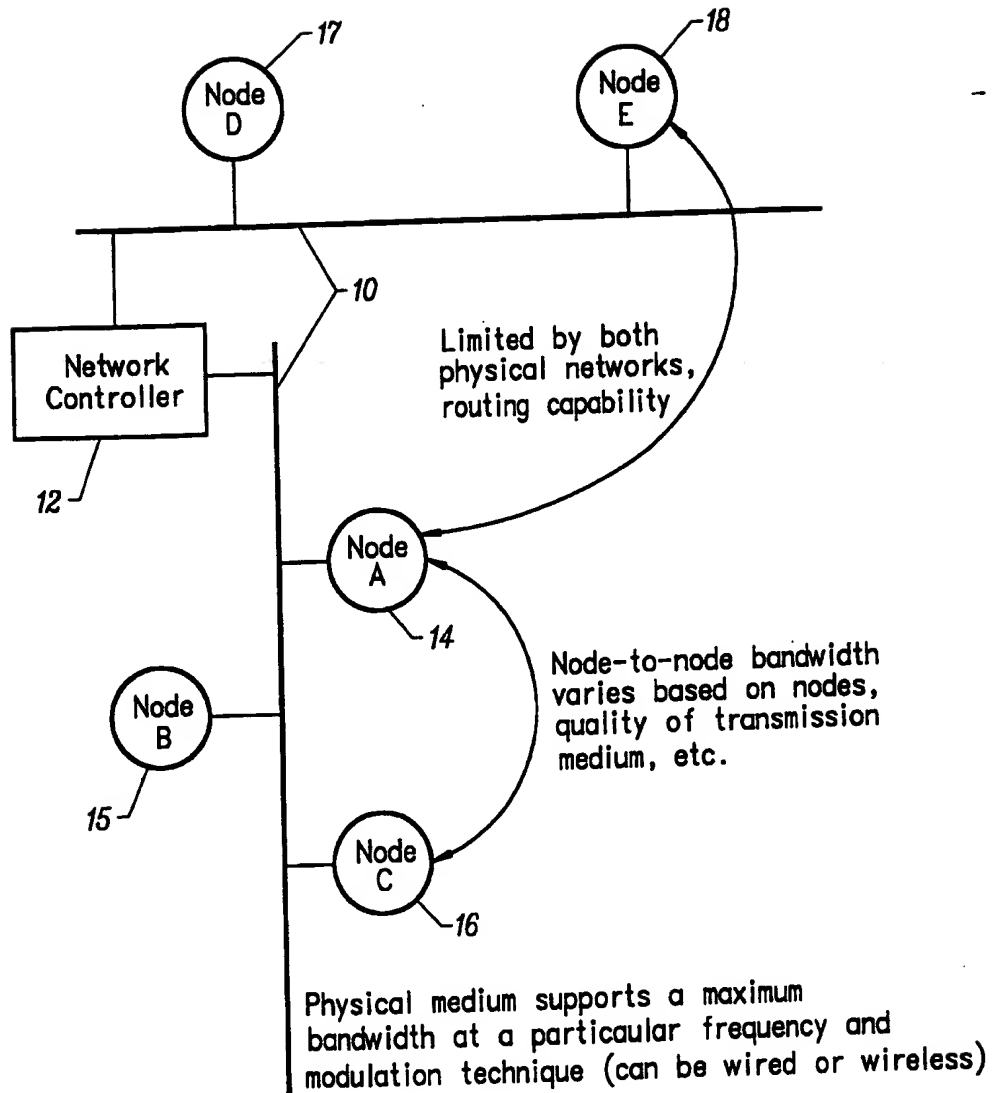 17
18
Node
D
Node
E
10
Network
Controller
Limited by both
physical networks,
routing capability
12
Node
A
14
Node-to-node bandwidth
varies based on nodes,
quality of transmission
medium, etc.
Node
B
15
Node
C
16
Physical medium supports a maximum
bandwidth at a particaular frequency and
modulation technique (can be wired or wireless)